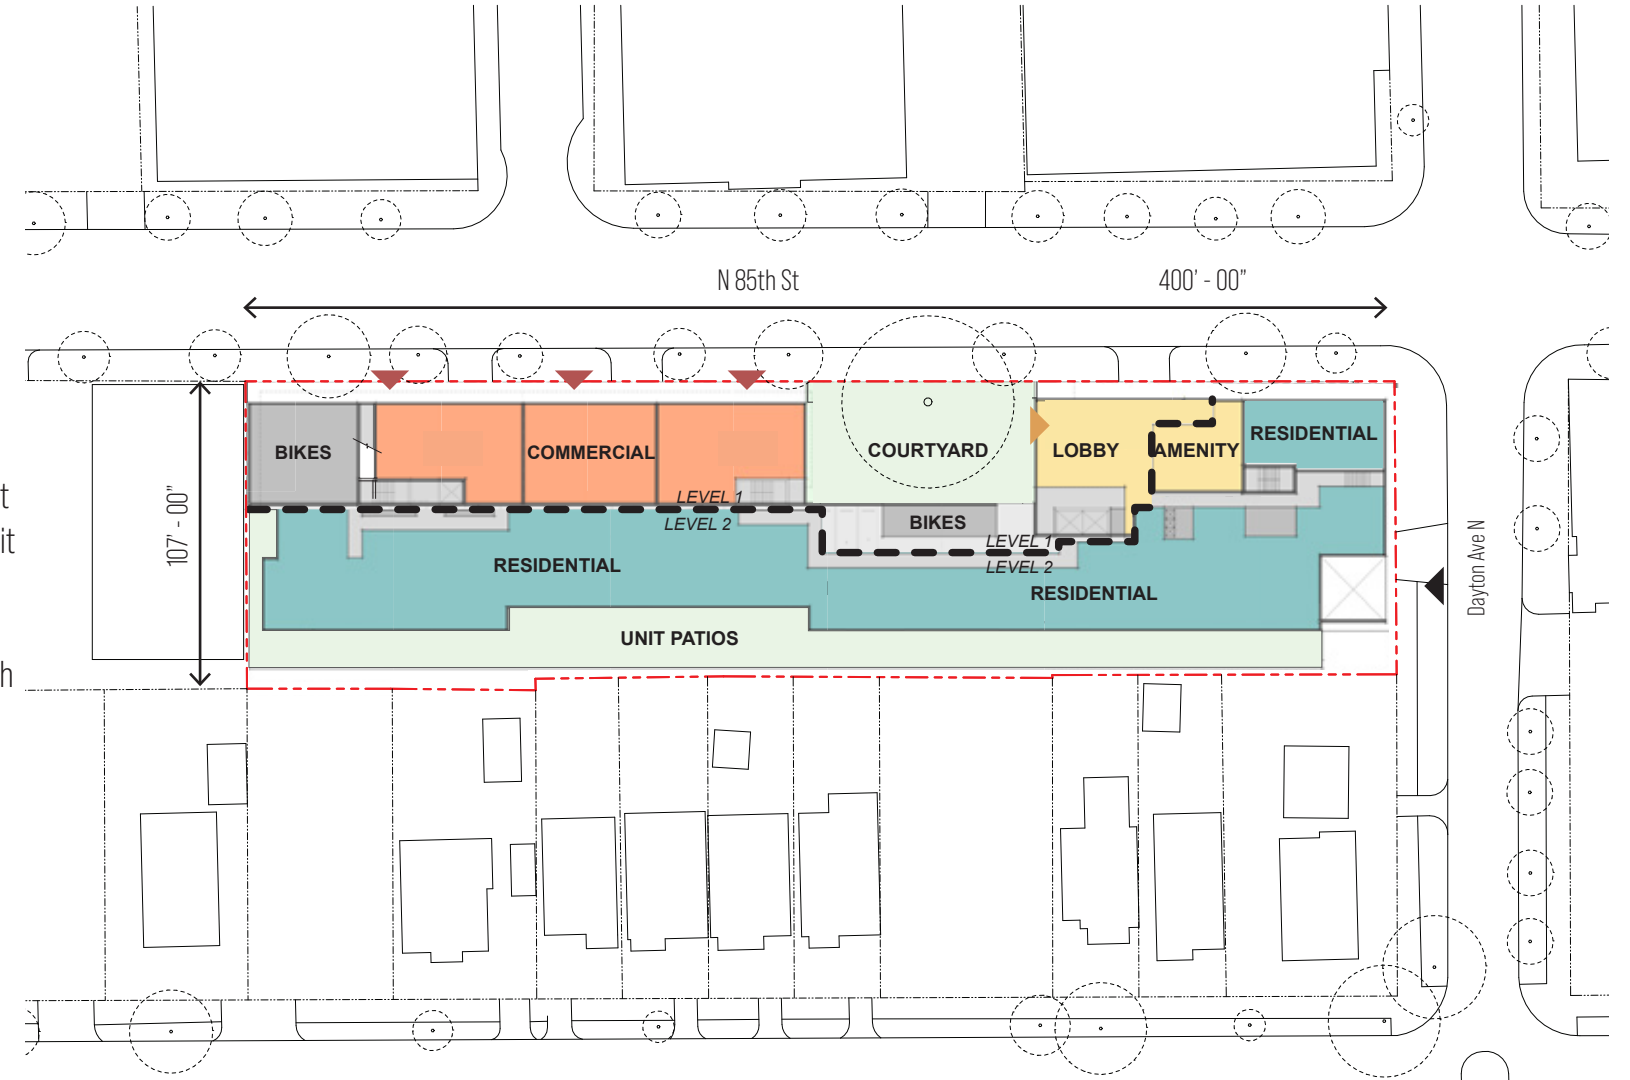 N 85th St
400' - 00"
107' - 00"
t
it
h
BIKES
COMMERCIAL
COURTYARD
LOBBY
AMENITY
RESIDENTIAL
LEVEL 1
LEVEL 2
BIKES
LEVEL 1
LEVEL 2
RESIDENTIAL
RESIDENTIAL
UNIT PATIOS
Dayton Ave N